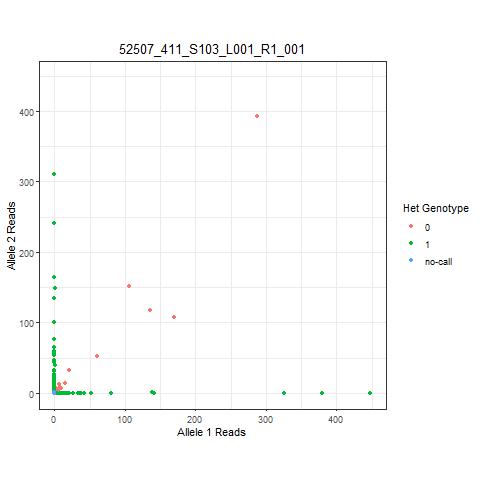 52507_411_S103_L001_R1_001
400
300
200
100
0
Allele 2 Reads
0 100 200 300 400
Allele 1 Reads
Het Genotype
0
1
no-call